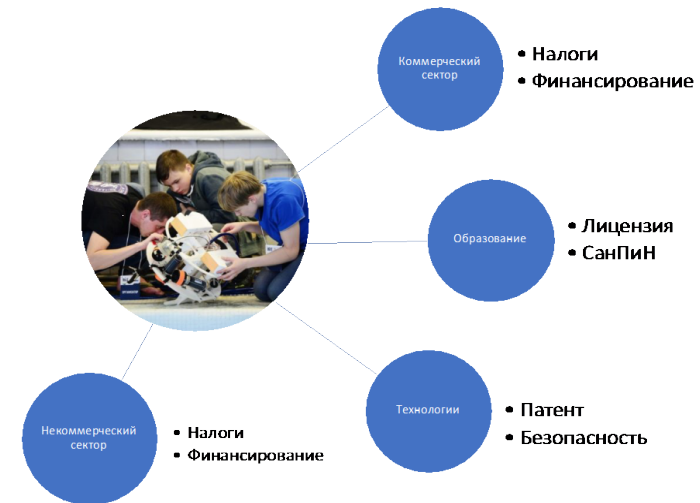 Коммерческий
сектор
• Налоги
• Финансирование
Образование
• Лицензия
• СанПиН
Технологии
• Патент
• Безопасность
Некоммерческий
сектор
• Налоги
• Финансирование